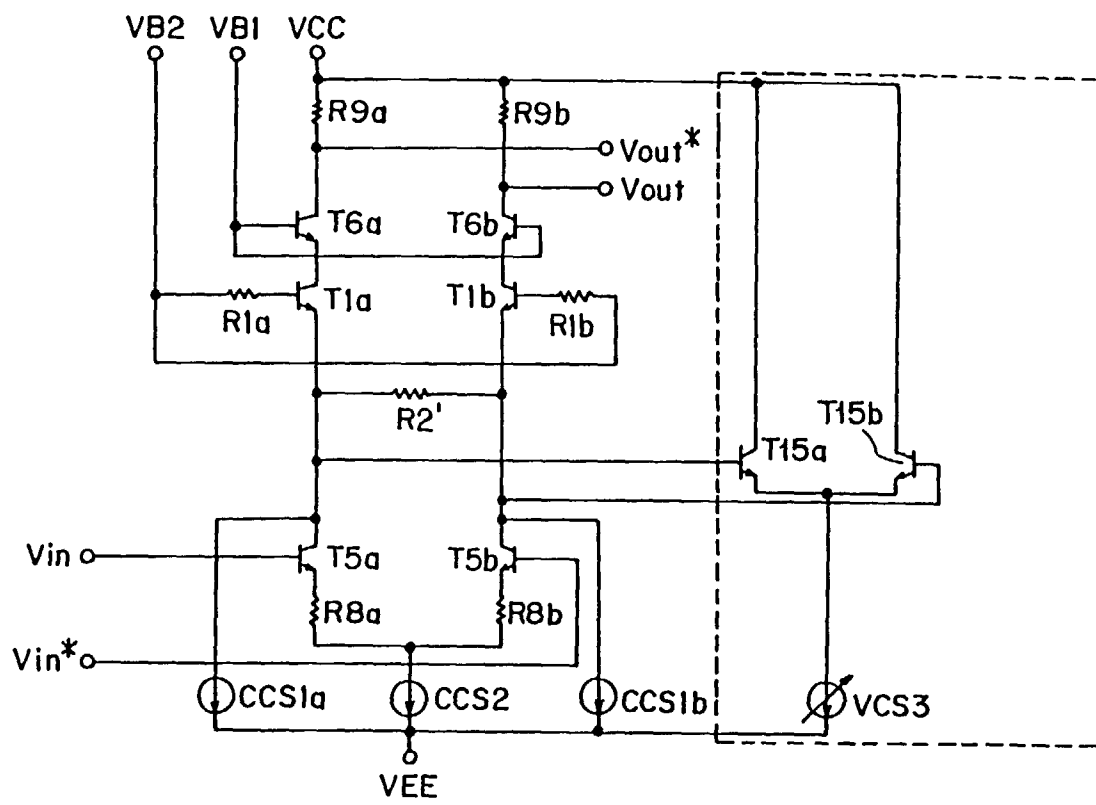 VB2 VB1 VCC
R9a R9b
Vout*
Vout
T6a T6b
T1a T1b
R1a R1b
R2'
T15b
T15a
Vin T5a T5b
R8a R8b
Vin*
CCS1a CCS2 CCS1b VCS3
VEE